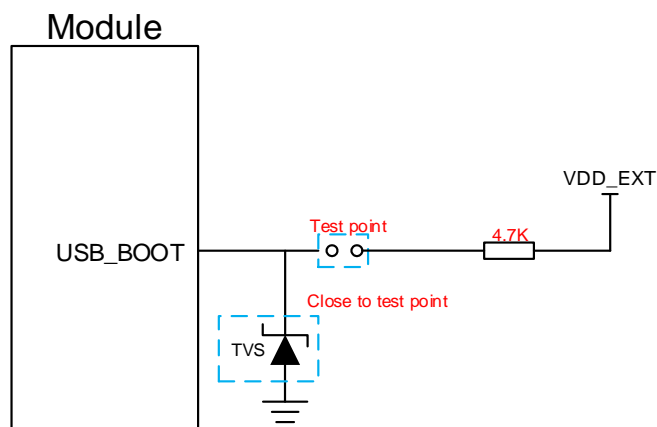 Module
VDD_EXT
Test point
4.7K
USB_BOOT
Close to test point
TVS